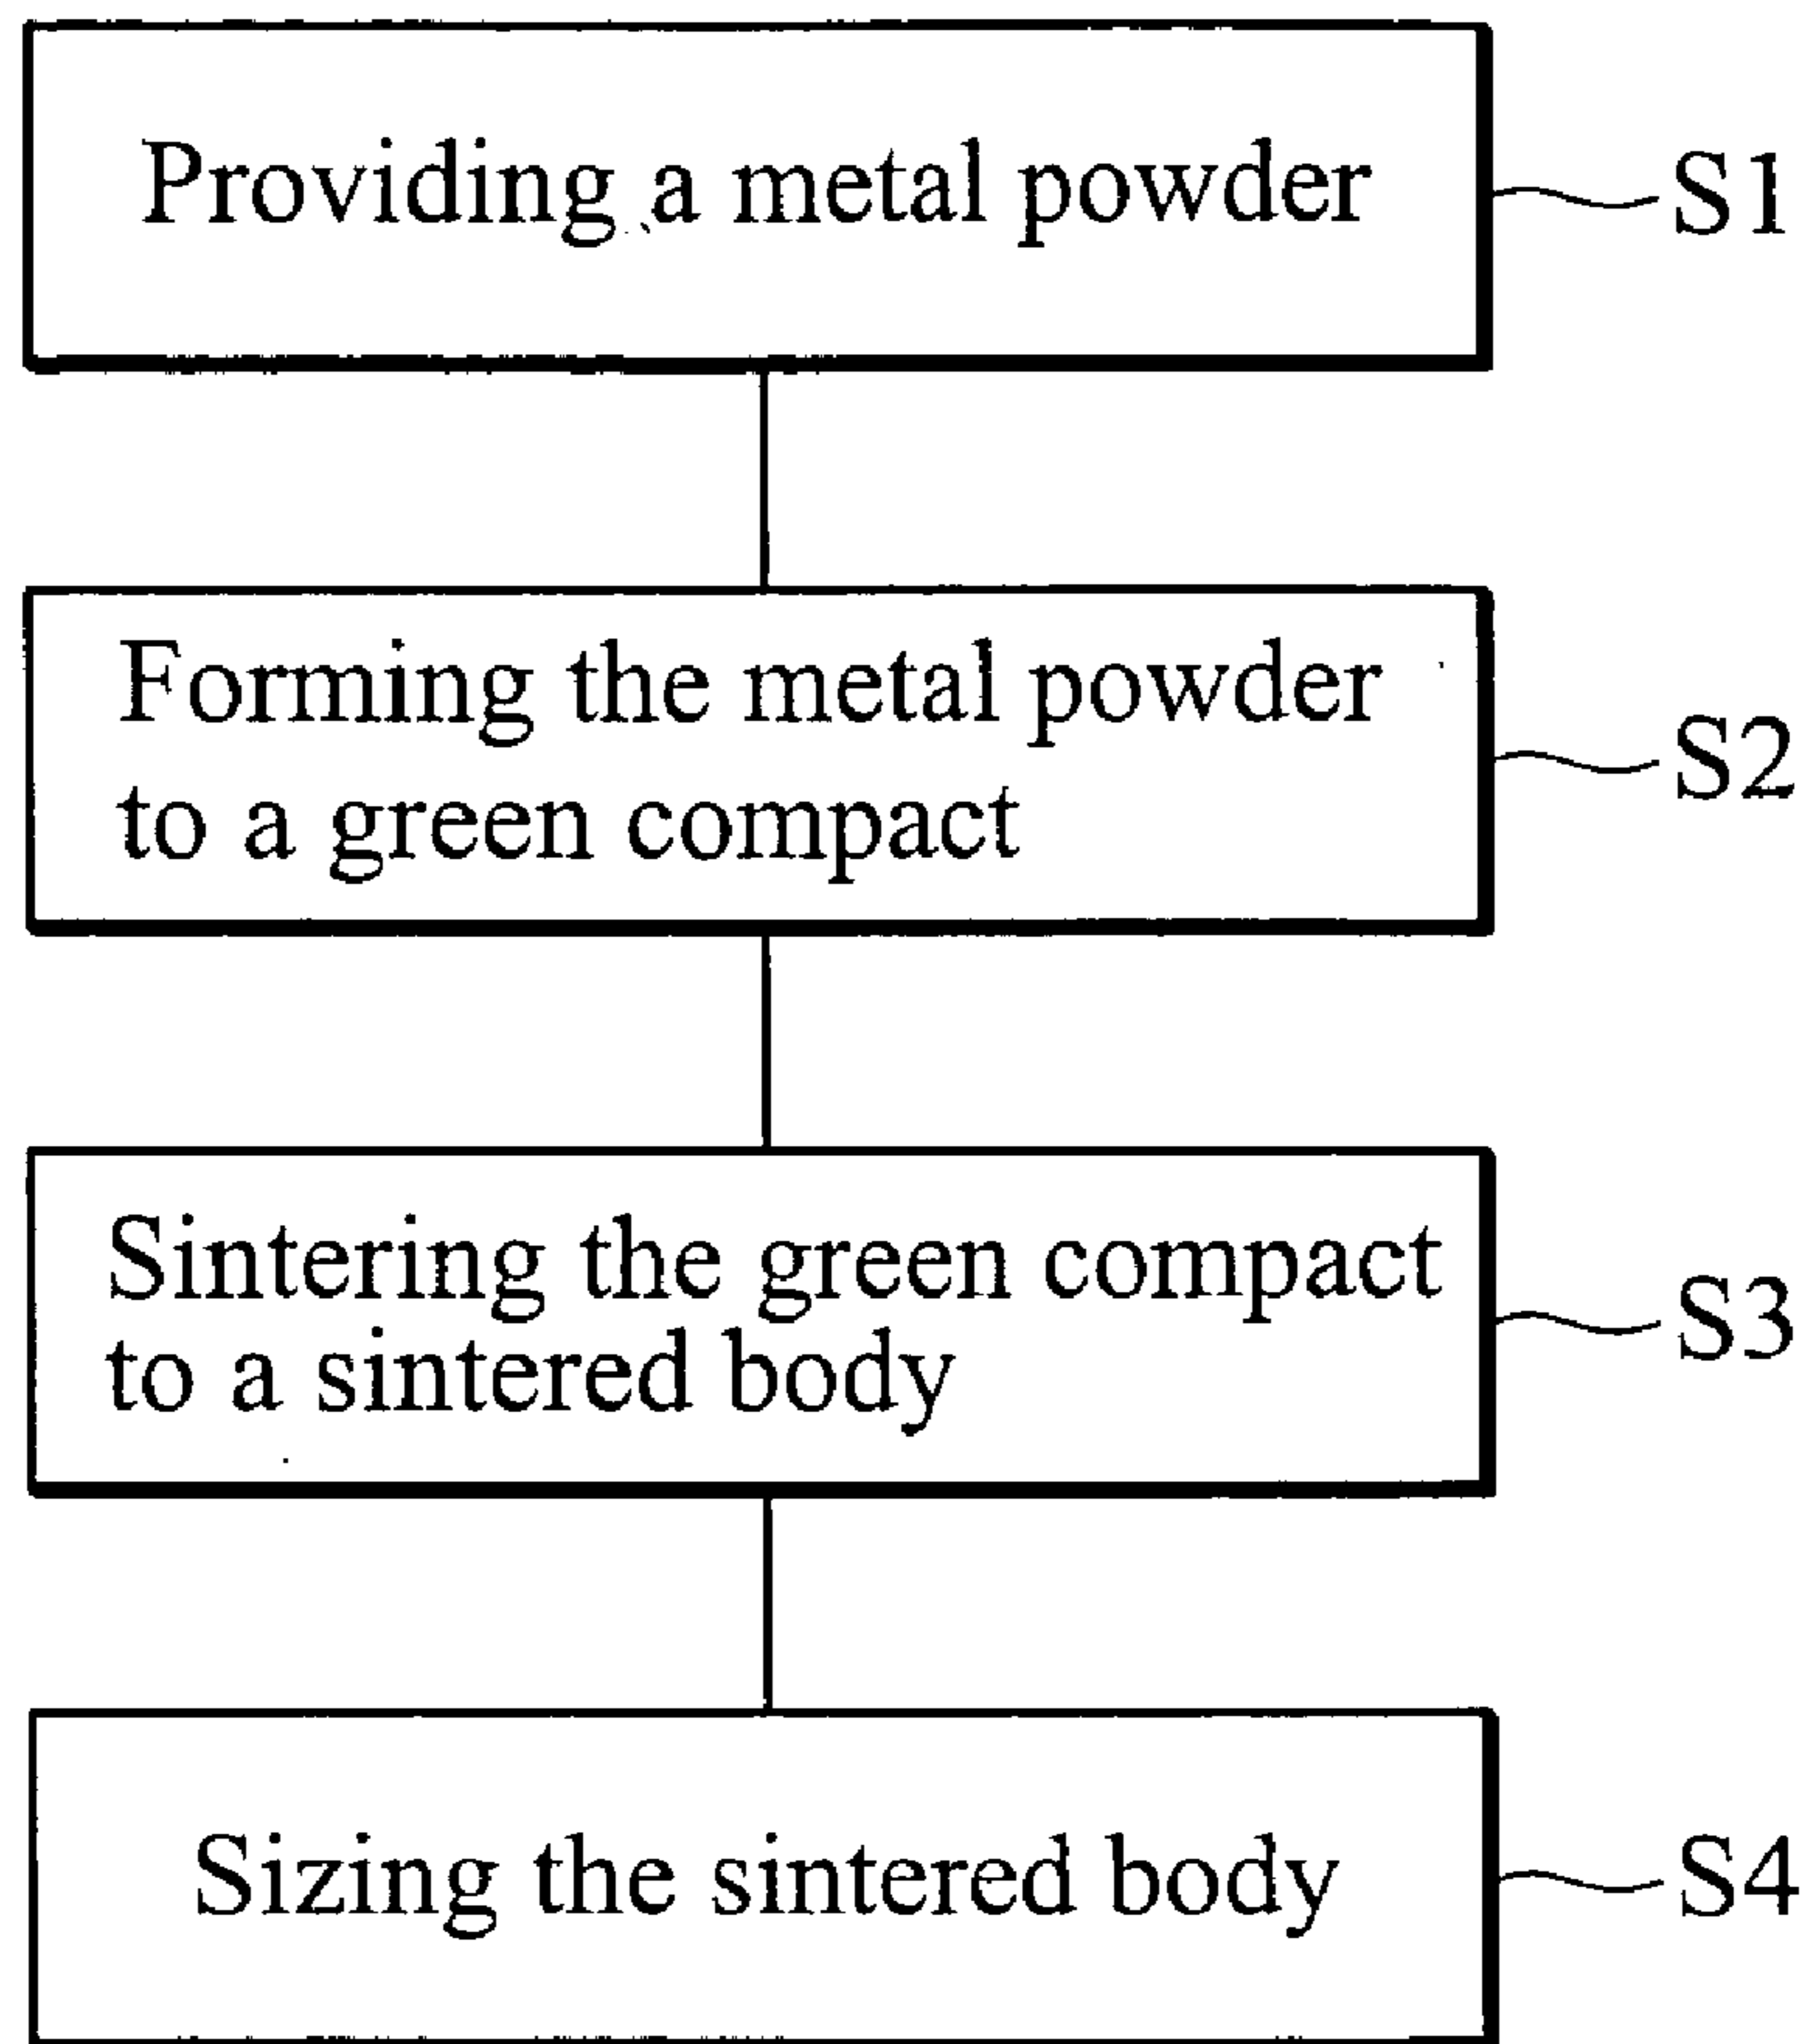 Providing a metal powder
S1
Forming the metal powder
to a green compact
S2
Sintering the green compact
to a sintered body
S3
Sizing the sintered body
S4